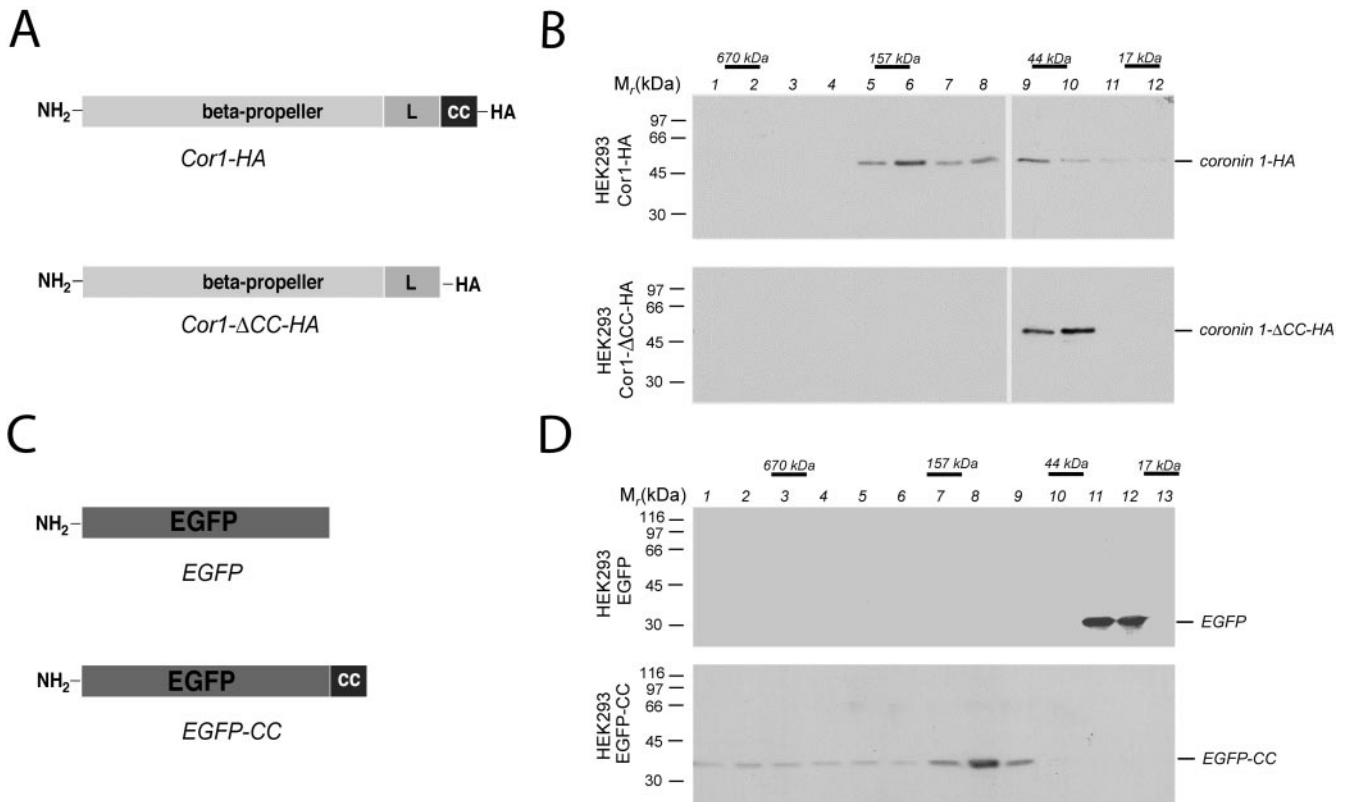 A
NH2 beta-propeller L CC HA
Cor1-HA
NH2 beta-propeller L HA
Cor1-ΔCC-HA
B
670 kDa 157 kDa 44 kDa 17 kDa
Mr(kDa) 1 2 3 4 5 6 7 8 9 10 11 12
HEK293
Cor1-HA
97
66
45
30
coronin 1-HA
HEK293
Cor1-ΔCC-HA
97
66
45
30
coronin 1-ΔCC-HA
C
NH2 EGFP
EGFP
NH2 EGFP CC
EGFP-CC
D
670 kDa 157 kDa 44 kDa 17 kDa
Mr(kDa) 1 2 3 4 5 6 7 8 9 10 11 12 13
HEK293
EGFP
116
97
66
45
30
EGFP
HEK293
EGFP-CC
116
97
66
45
30
EGFP-CC